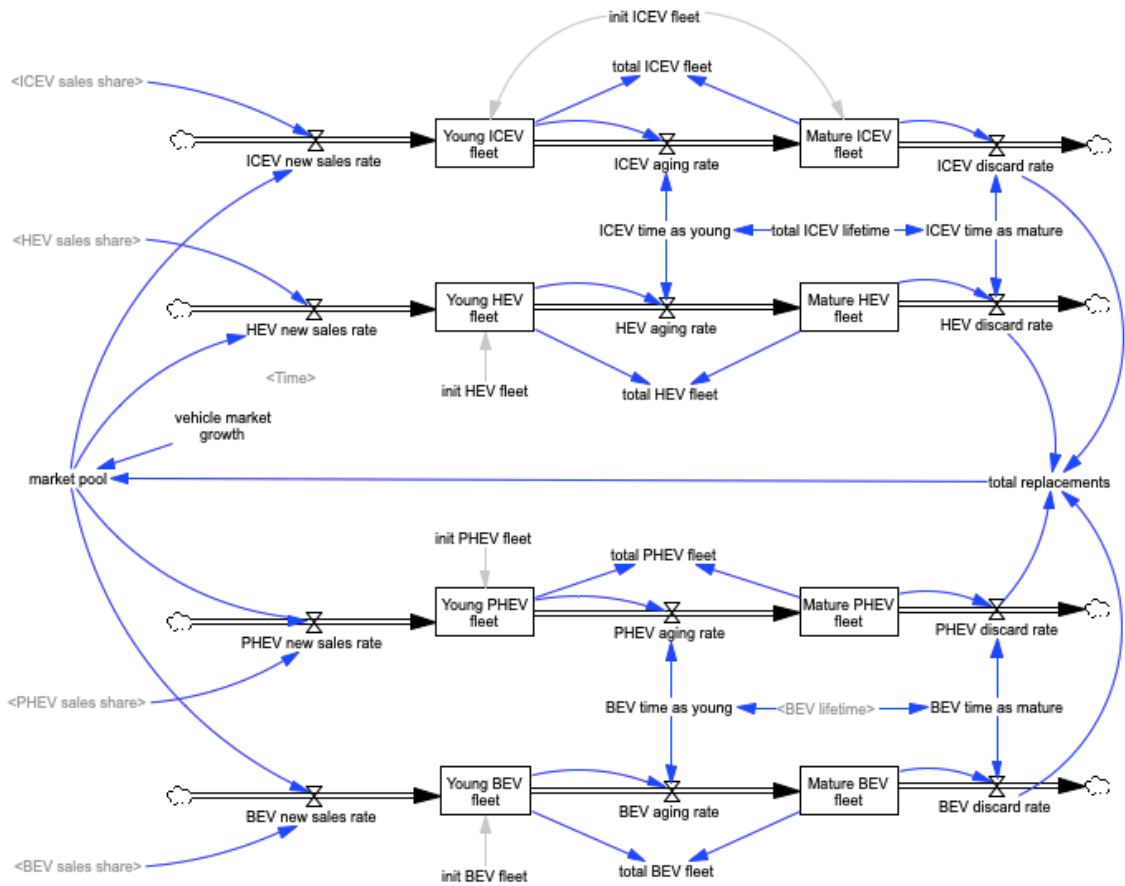 init ICEV fleet
total ICEV fleet
<ICEV sales share>
Young ICEV
fleet
Mature ICEV
fleet
ICEV new sales rate
ICEV aging rate
ICEV discard rate
<HEV sales share>
ICEV time as young
total ICEV lifetime
ICEV time as mature
Young HEV
fleet
Mature HEV
fleet
HEV new sales rate
HEV aging rate
HEV discard rate
<Time>
init HEV fleet
total HEV fleet
vehicle market
growth
market pool
total replacements
init PHEV fleet
total PHEV fleet
Young PHEV
fleet
Mature PHEV
fleet
PHEV new sales rate
PHEV aging rate
PHEV discard rate
<PHEV sales share>
BEV time as young
<BEV lifetime>
BEV time as mature
Young BEV
fleet
Mature BEV
fleet
BEV new sales rate
BEV aging rate
BEV discard rate
<BEV sales share>
init BEV fleet
total BEV fleet